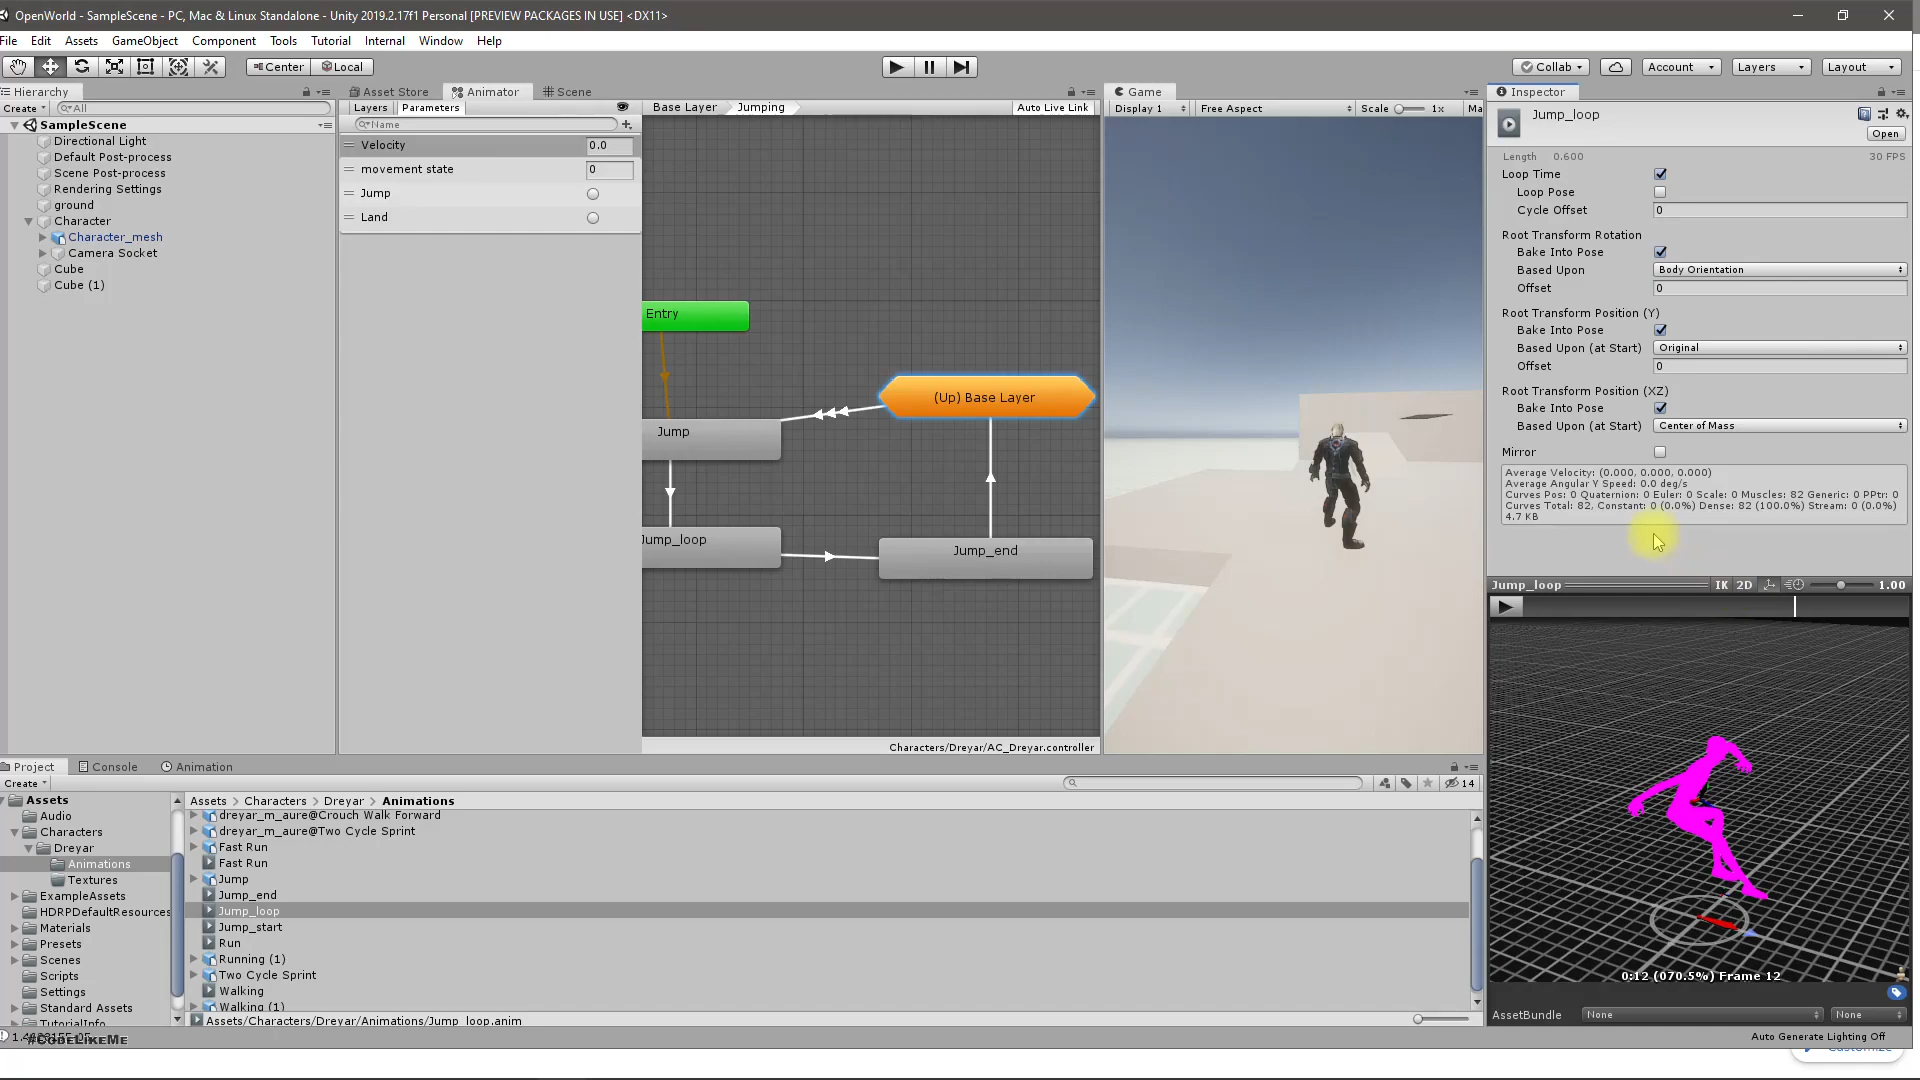 OpenWorld - SampleScene - PC, Mac & Linux Standalone - Unity 2019.2.17f1 Personal [PREVIEW PACKAGES IN USE] <DX11>
File Edit Assets GameObject Component Tools Tutorial Internal Window Help
Center Local Collab Account Layers Layout
Hierarchy
Create All
SampleScene
Directional Light
Default Post-process
Scene Post-process
Rendering Settings
ground
Character
Character_mesh
Camera Socket
Cube
Cube (1)
Asset Store Animator Scene
Layers Parameters
Name
Velocity 0.0
movement state 0
Jump
Land
Base Layer Jumping Auto Live Link
Entry
(Up) Base Layer
Jump
Jump_loop
Jump_end
Characters/Dreyar/AC_Dreyar.controller
Game
Display 1 Free Aspect Scale 1x Ma
Inspector
Jump_loop
Open
Length 0.600 30 FPS
Loop Time
Loop Pose
Cycle Offset 0
Root Transform Rotation
Bake Into Pose
Based Upon Body Orientation
Offset 0
Root Transform Position (Y)
Bake Into Pose
Based Upon (at Start) Original
Offset 0
Root Transform Position (XZ)
Bake Into Pose
Based Upon (at Start) Center of Mass
Mirror
Average Velocity: (0.000, 0.000, 0.000)
Average Angular Y Speed: 0.0 deg/s
Curves Pos: 0 Quaternion: 0 Euler: 0 Scale: 0 Muscles: 82 Generic: 0 PPtr: 0
Curves Total: 82, Constant: 0 (0.0%) Dense: 82 (100.0%) Stream: 0 (0.0%)
4.7 KB
Jump_loop IK 2D 1.00
0:12 (070.5%) Frame 12
AssetBundle None None
Project Console Animation
Create 14
Assets
Audio
Characters
Dreyar
Animations
Textures
ExampleAssets
HDRPDefaultResources
Materials
Presets
Scenes
Scripts
Settings
Standard Assets
TutorialInfo
Assets > Characters > Dreyar > Animations
dreyar_m_aure@Crouch Walk Forward
dreyar_m_aure@Two Cycle Sprint
Fast Run
Fast Run
Jump
Jump_end
Jump_loop
Jump_start
Run
Running (1)
Two Cycle Sprint
Walking
Walking (1)
Assets/Characters/Dreyar/Animations/Jump_loop.anim
#CodeLikeMe
Auto Generate Lighting Off
Customize